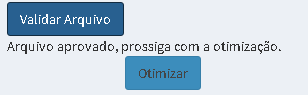 Validar Arquivo
Arquivo aprovado, prossiga com a otimização.
Otimizar